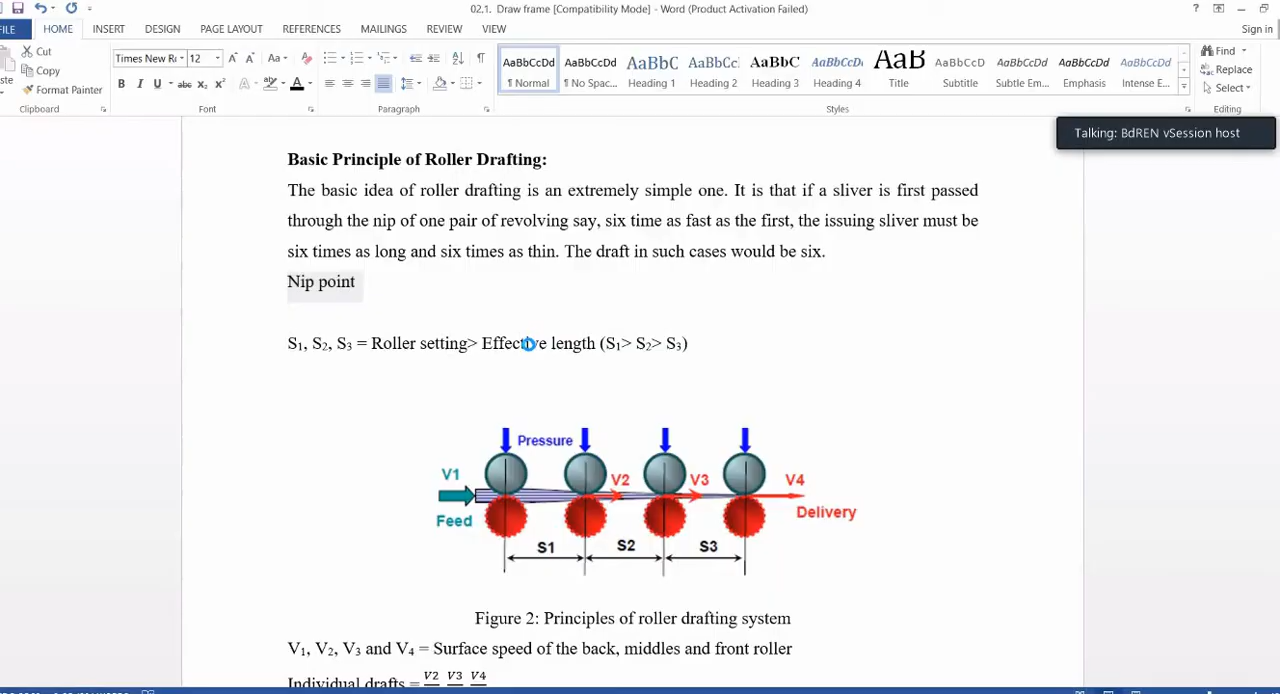 02.1. Draw frame [Compatibility Mode] - Word (Product Activation Failed)
FILE HOME INSERT DESIGN PAGE LAYOUT REFERENCES MAILINGS REVIEW VIEW Sign in
Cut
Copy
Format Painter
Clipboard
Times New R 12
Font
Paragraph
AaBbCcDd AaBbCcDd AaBbC AaBbCc AaBbC AaBbCcDc AaB AaBbCcD AaBbCcDd AaBbCcDd AaBbCcDd
¶ Normal ¶ No Spac... Heading 1 Heading 2 Heading 3 Heading 4 Title Subtitle Subtle Em... Emphasis Intense E...
Styles
Find
Replace
Select
Editing
Talking: BdREN vSession host
Basic Principle of Roller Drafting:
The basic idea of roller drafting is an extremely simple one. It is that if a sliver is first passed
through the nip of one pair of revolving say, six time as fast as the first, the issuing sliver must be
six times as long and six times as thin. The draft in such cases would be six.
Nip point
S₁, S₂, S₃ = Roller setting> Effective length (S₁> S₂> S₃)
Pressure
V1 V2 V3 V4
Feed Delivery
S1 S2 S3
Figure 2: Principles of roller drafting system
V₁, V₂, V₃ and V₄ = Surface speed of the back, middles and front roller
Individual drafts = V2 V3 V4